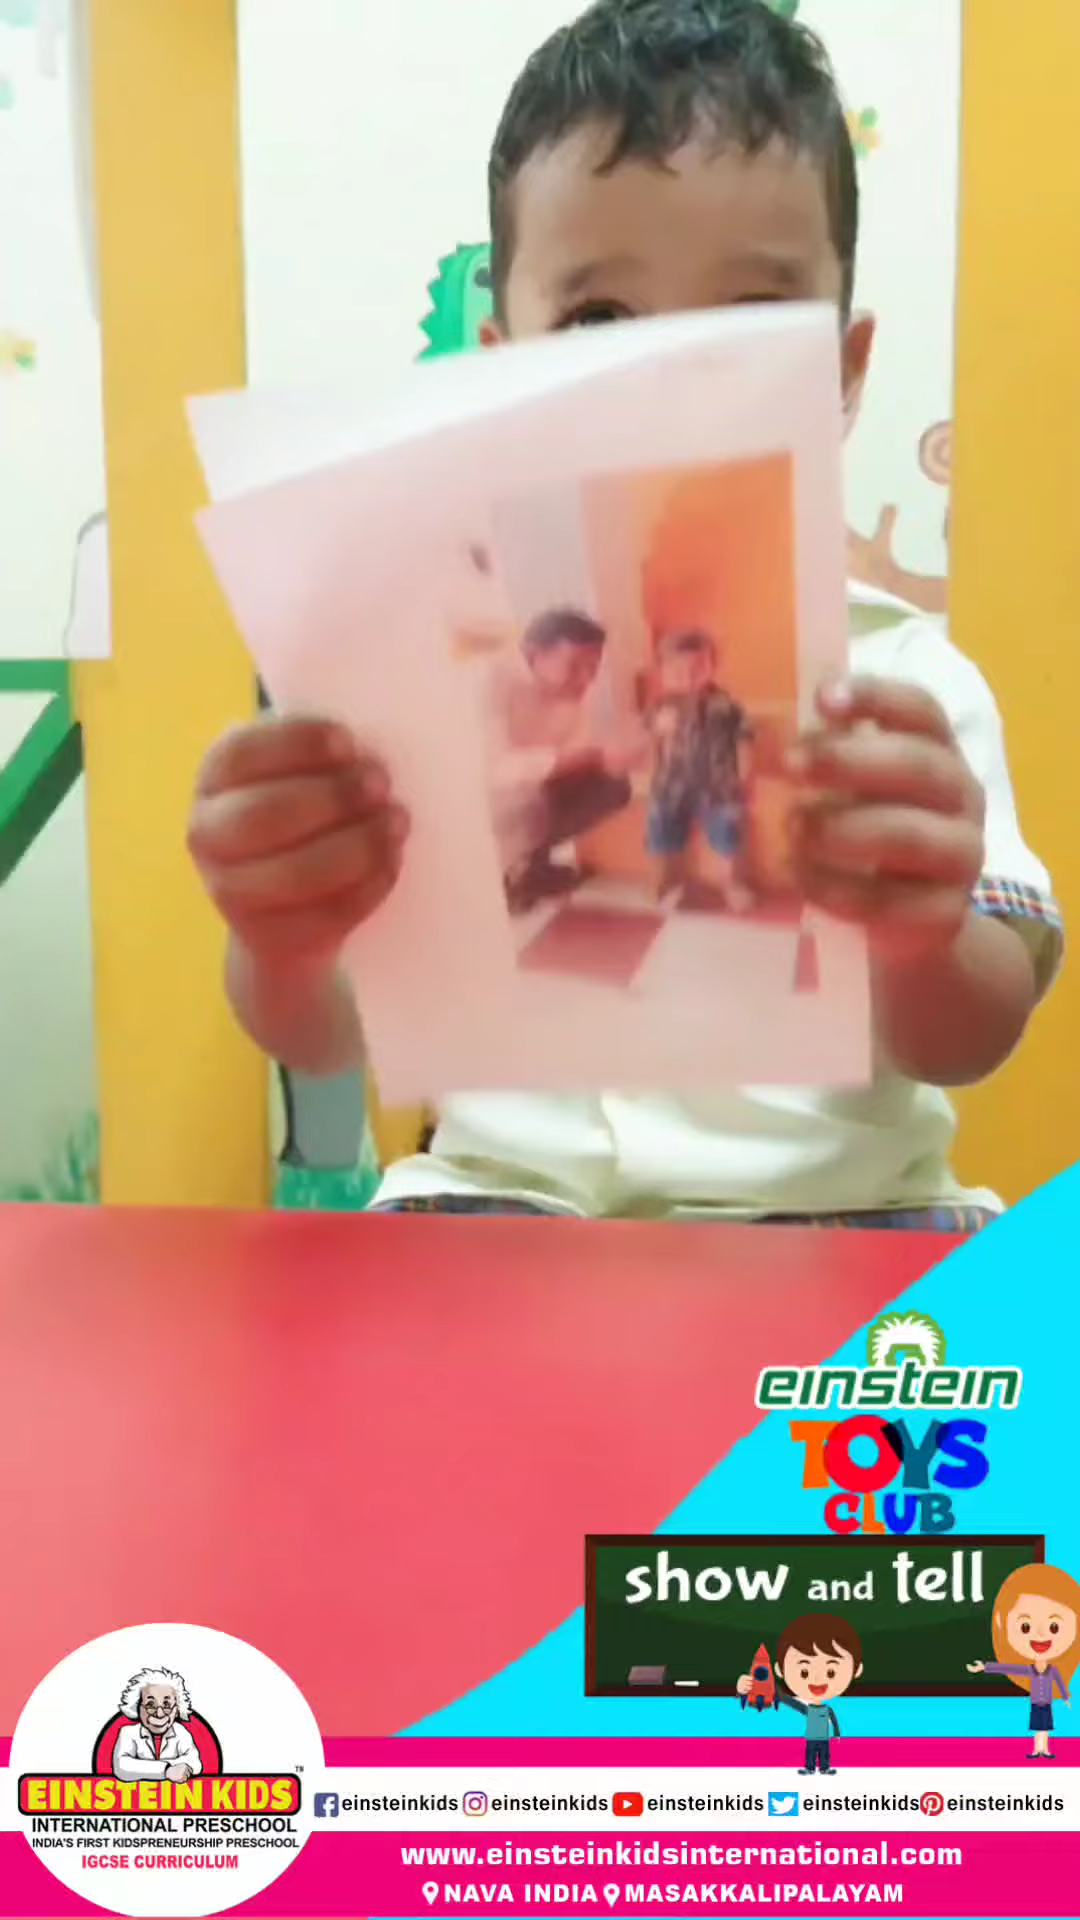 einstein
TOYS
CLUB
show and tell
EINSTEIN KIDS
TM
INTERNATIONAL PRESCHOOL
INDIA'S FIRST KIDSPRENEURSHIP PRESCHOOL
IGCSE CURRICULUM
einsteinkids einsteinkids einsteinkids einsteinkids einsteinkids
www.einsteinkidsinternational.com
NAVA INDIA MASAKKALIPALAYAM